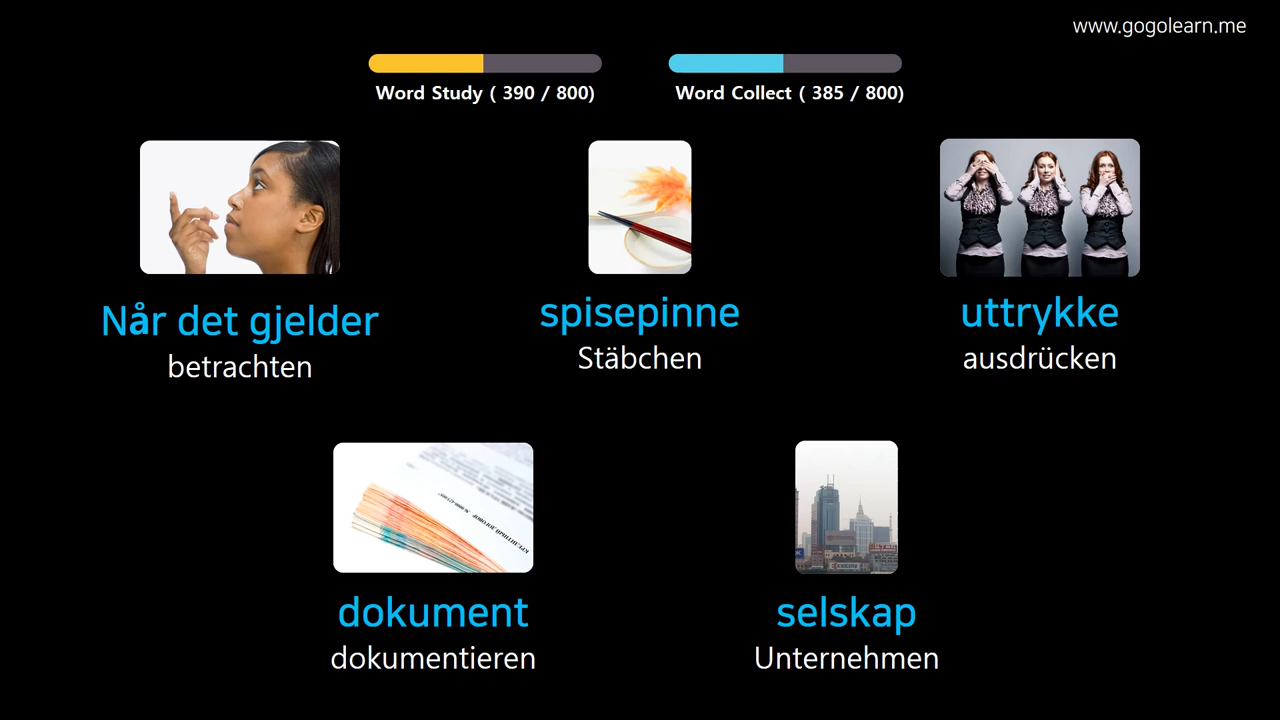 www.gogolearn.me
Word Study ( 390 / 800)
Word Collect ( 385 / 800)
Når det gjelder
betrachten
spisepinne
Stäbchen
uttrykke
ausdrücken
dokument
dokumentieren
selskap
Unternehmen